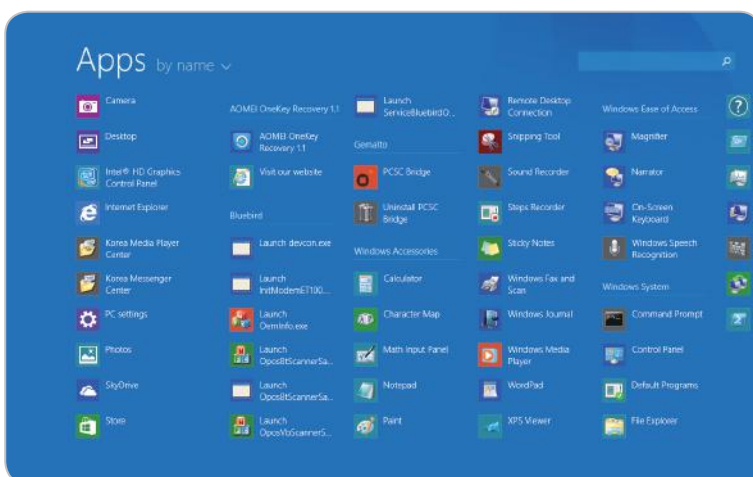 Apps by name
Camera
Desktop
Intel® HD Graphics
Control Panel
Internet Explorer
Korea Media Player
Center
Korea Messenger
Center
PC settings
Photos
SkyDrive
Store
AOMEI OneKey Recovery 1.1
AOMEI OneKey
Recovery 1.1
Visit our website
Bluebird
Launch devcon.exe
Launch
InitModemET100...
Launch
OemInfo.exe
Launch
OposBtScannerSa...
Launch
OposBtScannerSa...
Launch
OposVbScannerS...
Launch
ServiceBluebirdO...
Gemalto
PCSC Bridge
Uninstall PCSC
Bridge
Windows Accessories
Calculator
Character Map
Math Input Panel
Notepad
Paint
Remote Desktop
Connection
Snipping Tool
Sound Recorder
Steps Recorder
Sticky Notes
Windows Fax and
Scan
Windows Journal
Windows Media
Player
WordPad
XPS Viewer
Windows Ease of Access
Magnifier
Narrator
On-Screen
Keyboard
Windows Speech
Recognition
Windows System
Command Prompt
Control Panel
Default Programs
File Explorer